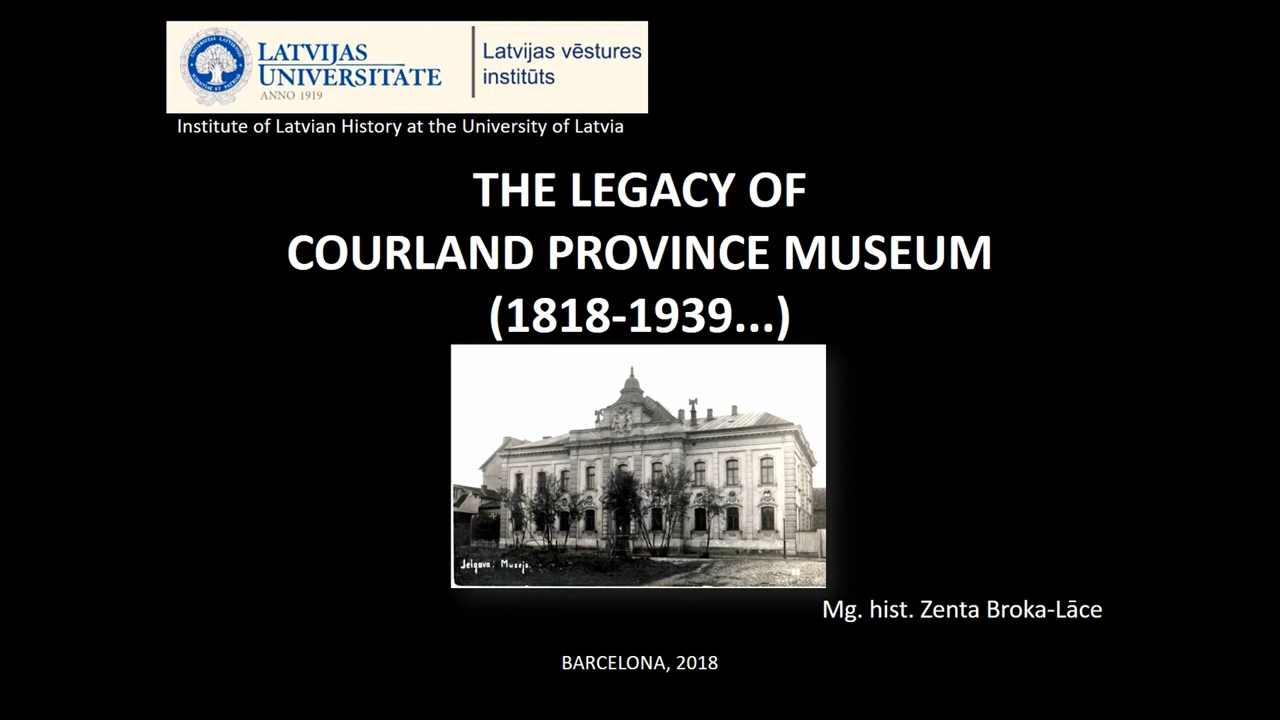 LATVIJAS
UNIVERSITĀTE
ANNO 1919
Latvijas vēstures
institūts
Institute of Latvian History at the University of Latvia
THE LEGACY OF
COURLAND PROVINCE MUSEUM
(1818-1939...)
Jelgava. Muzejs.
Mg. hist. Zenta Broka-Lāce
BARCELONA, 2018